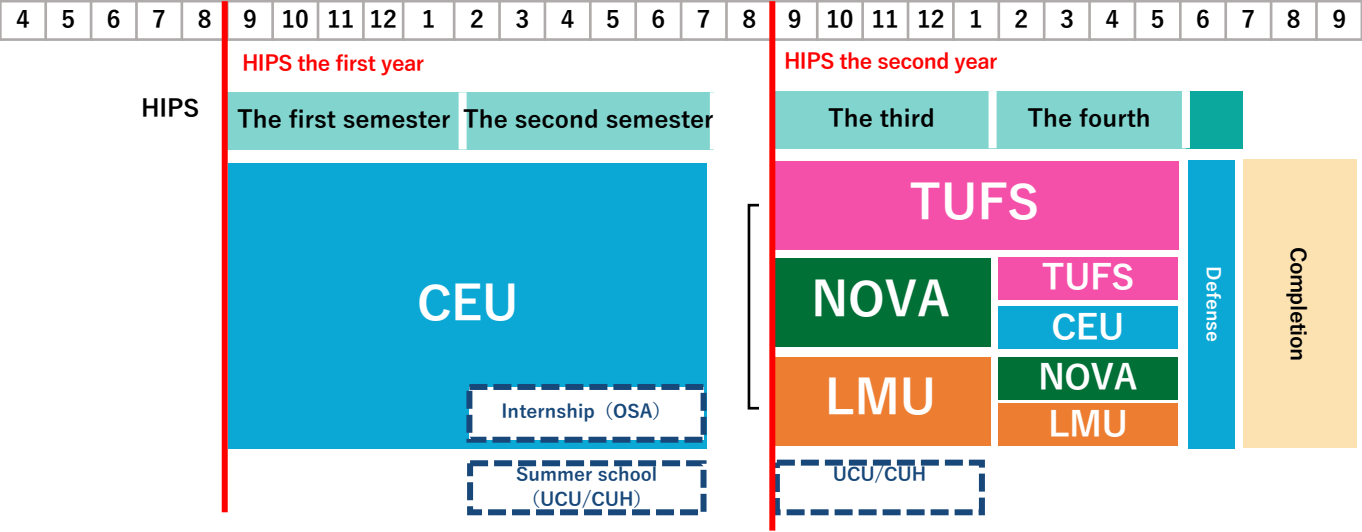 4 5 6 7 8 9 10 11 12 1 2 3 4 5 6 7 8 9 10 11 12 1 2 3 4 5 6 7 8 9
HIPS the first year
HIPS the second year
HIPS
The first semester
The second semester
The third
The fourth
CEU
Internship（OSA）
Summer school
（UCU/CUH）
TUFS
NOVA
TUFS
CEU
LMU
NOVA
LMU
UCU/CUH
Defense
Completion